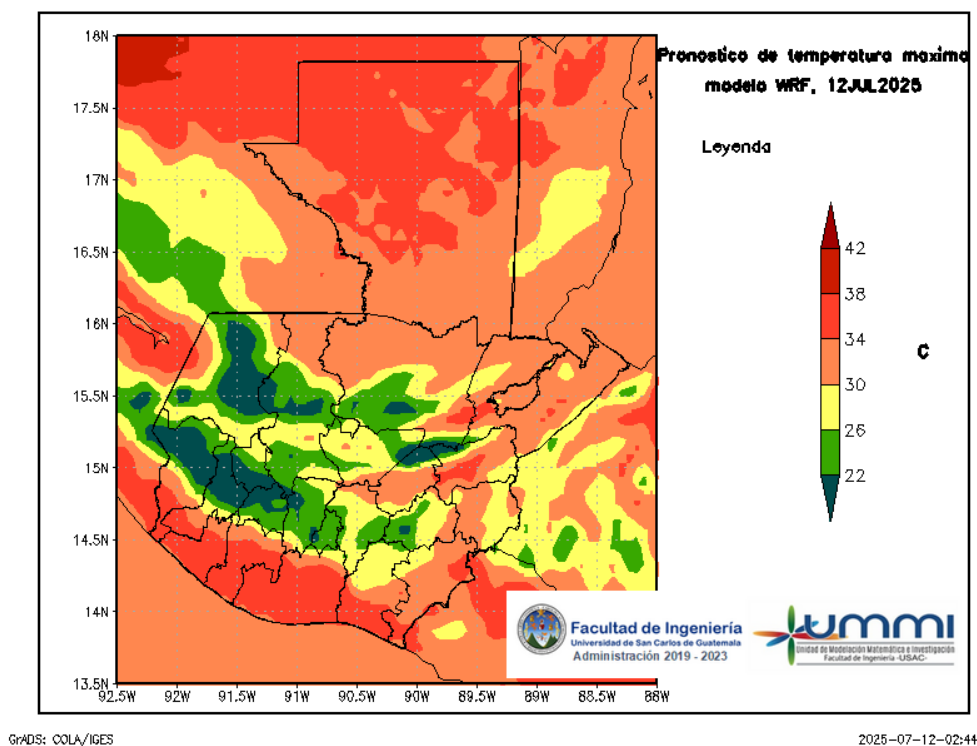 Pronostico de temperatura maxima
modelo WRF, 12JUL2025
Leyenda
42
38
34
30
26
22
C
18N
17.5N
17N
16.5N
16N
15.5N
15N
14.5N
14N
13.5N
92.5W
92W
91.5W
91W
90.5W
90W
89.5W
89W
88.5W
88W
Facultad de Ingeniería
Universidad de San Carlos de Guatemala
Administración 2019 - 2023
ummi
Unidad de Modelación Matemática e Investigación
Facultad de Ingeniería -USAC-
GrADS: COLA/IGES
2025-07-12-02:44